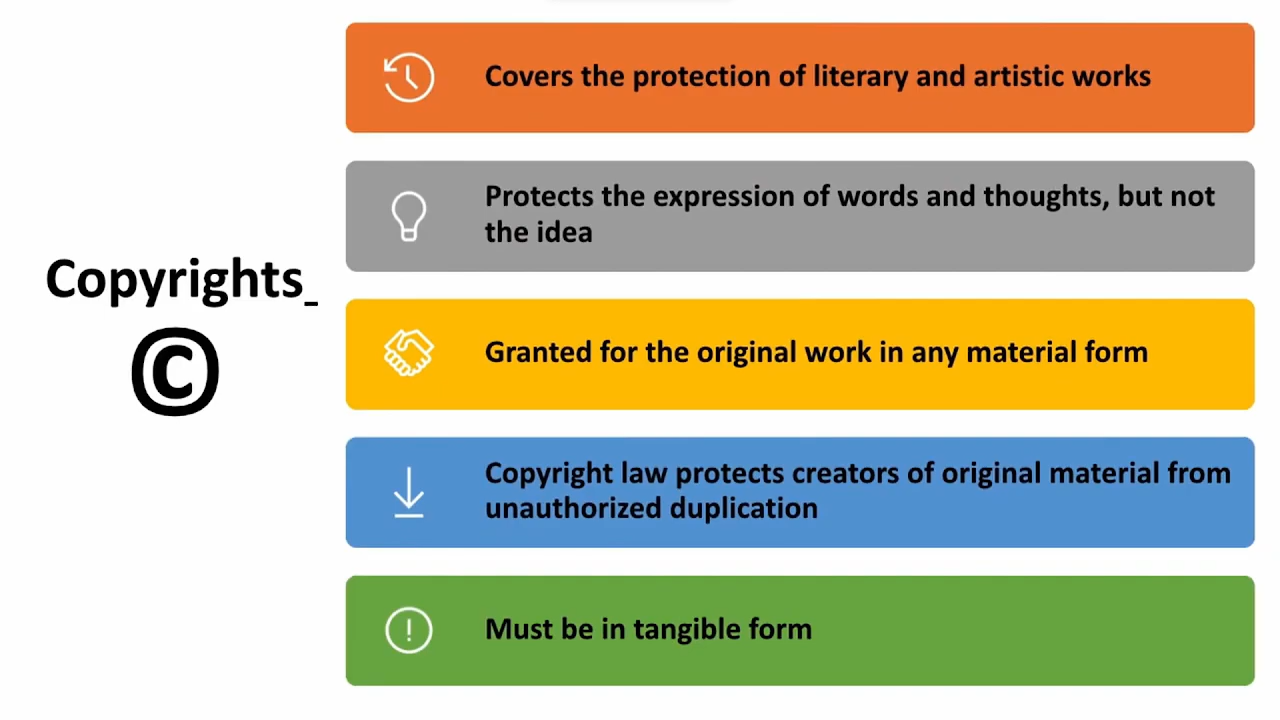 Copyrights_
©
Covers the protection of literary and artistic works
Protects the expression of words and thoughts, but not
the idea
Granted for the original work in any material form
Copyright law protects creators of original material from
unauthorized duplication
Must be in tangible form